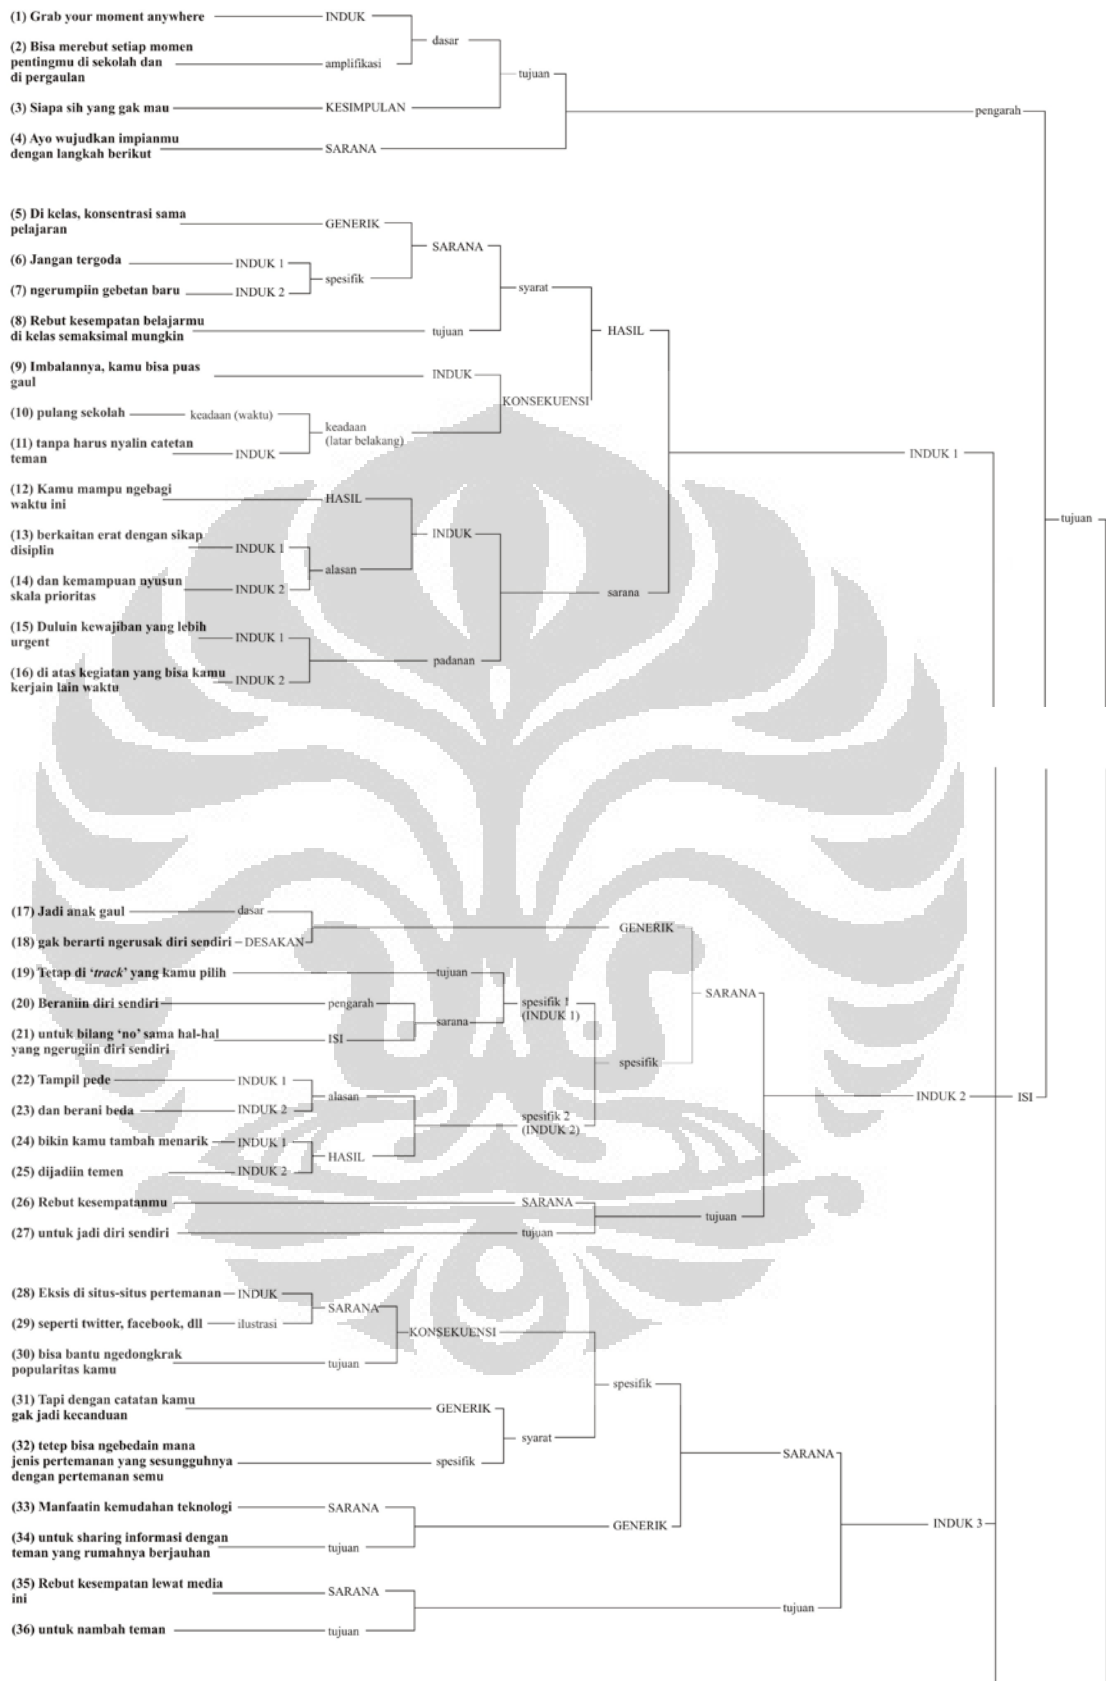 (1) Grab your moment anywhere INDUK
dasar
(2) Bisa merebut setiap momen
pentingmu di sekolah dan amplifikasi
di pergaulan
tujuan
(3) Siapa sih yang gak mau KESIMPULAN
pengarah
(4) Ayo wujudkan impianmu
dengan langkah berikut SARANA
(5) Di kelas, konsentrasi sama
pelajaran GENERIK
SARANA
(6) Jangan tergoda INDUK 1
spesifik
(7) ngerumpiin gebetan baru INDUK 2
syarat
(8) Rebut kesempatan belajarmu
di kelas semaksimal mungkin tujuan
HASIL
(9) Imbalannya, kamu bisa puas
gaul INDUK
KONSEKUENSI
(10) pulang sekolah keadaan (waktu)
keadaan
(latar belakang)
(11) tanpa harus nyalin catetan
teman INDUK
INDUK 1
(12) Kamu mampu ngebagi
waktu ini HASIL
INDUK
tujuan
(13) berkaitan erat dengan sikap
disiplin INDUK 1
alasan
(14) dan kemampuan nyusun
skala prioritas INDUK 2
sarana
(15) Duluin kewajiban yang lebih
urgent INDUK 1
padanan
(16) di atas kegiatan yang bisa kamu
kerjain lain waktu INDUK 2
(17) Jadi anak gaul dasar
GENERIK
(18) gak berarti ngerusak diri sendiri DESAKAN
(19) Tetap di ‘track’ yang kamu pilih tujuan
SARANA
(20) Beraniin diri sendiri pengarah
spesifik 1
(INDUK 1)
sarana
(21) untuk bilang ‘no’ sama hal-hal
yang ngerugiin diri sendiri ISI
spesifik
(22) Tampil pede INDUK 1
alasan
INDUK 2 ISI
(23) dan berani beda INDUK 2
spesifik 2
(INDUK 2)
(24) bikin kamu tambah menarik INDUK 1
HASIL
(25) dijadiin temen INDUK 2
(26) Rebut kesempatanmu SARANA
tujuan
(27) untuk jadi diri sendiri tujuan
(28) Eksis di situs-situs pertemanan INDUK
SARANA
(29) seperti twitter, facebook, dll ilustrasi
KONSEKUENSI
(30) bisa bantu ngedongkrak
popularitas kamu tujuan
spesifik
(31) Tapi dengan catatan kamu
gak jadi kecanduan GENERIK
syarat
(32) tetep bisa ngebedain mana
jenis pertemanan yang sesungguhnya spesifik
dengan pertemanan semu
SARANA
(33) Manfaatin kemudahan teknologi SARANA
GENERIK
INDUK 3
(34) untuk sharing informasi dengan
teman yang rumahnya berjauhan tujuan
(35) Rebut kesempatan lewat media
ini SARANA
tujuan
(36) untuk nambah teman tujuan